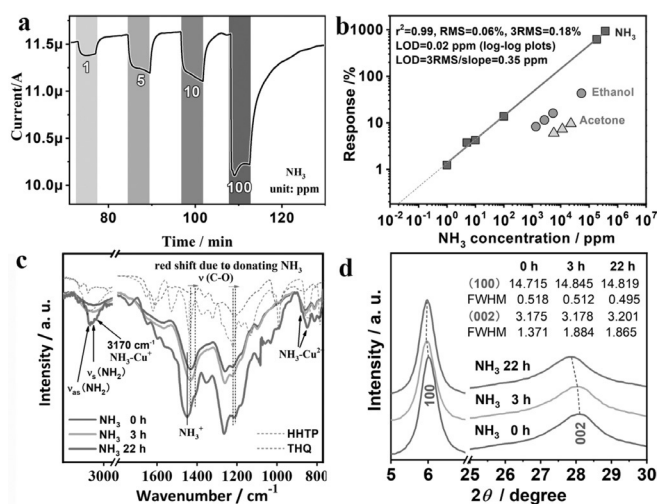 a
11.5μ
11.0μ
10.5μ
10.0μ
Current/A
1
5
10
100
NH3
unit: ppm
80
100
120
Time / min
b
r²=0.99, RMS=0.06%, 3RMS=0.18%
LOD=0.02 ppm (log-log plots)
LOD=3RMS/slope=0.35 ppm
NH₃
Ethanol
Acetone
1000
100
10
1
Response /%
10⁻² 10⁻¹ 10⁰ 10¹ 10² 10³ 10⁴ 10⁵ 10⁶ 10⁷
NH₃ concentration / ppm
c
red shift due to donating NH₃
ν (C-O)
3170 cm⁻¹
NH₃-Cu⁺
νₛ(NH₂)
νₐₛ(NH₂)
NH₃-Cu²
NH₃⁺
NH₃ 0 h
NH₃ 3 h
NH₃ 22 h
HHTP
THQ
Intensity / a. u.
3000
1600
1400
1200
1000
800
Wavenumber / cm⁻¹
d
0 h 3 h 22 h
(100) 14.715 14.845 14.819
FWHM 0.518 0.512 0.495
(002) 3.175 3.178 3.201
FWHM 1.371 1.884 1.865
NH₃ 22 h
NH₃ 3 h
NH₃ 0 h
100
002
Intensity / a. u.
5 6 25 26 27 28 29 30
2θ / degree